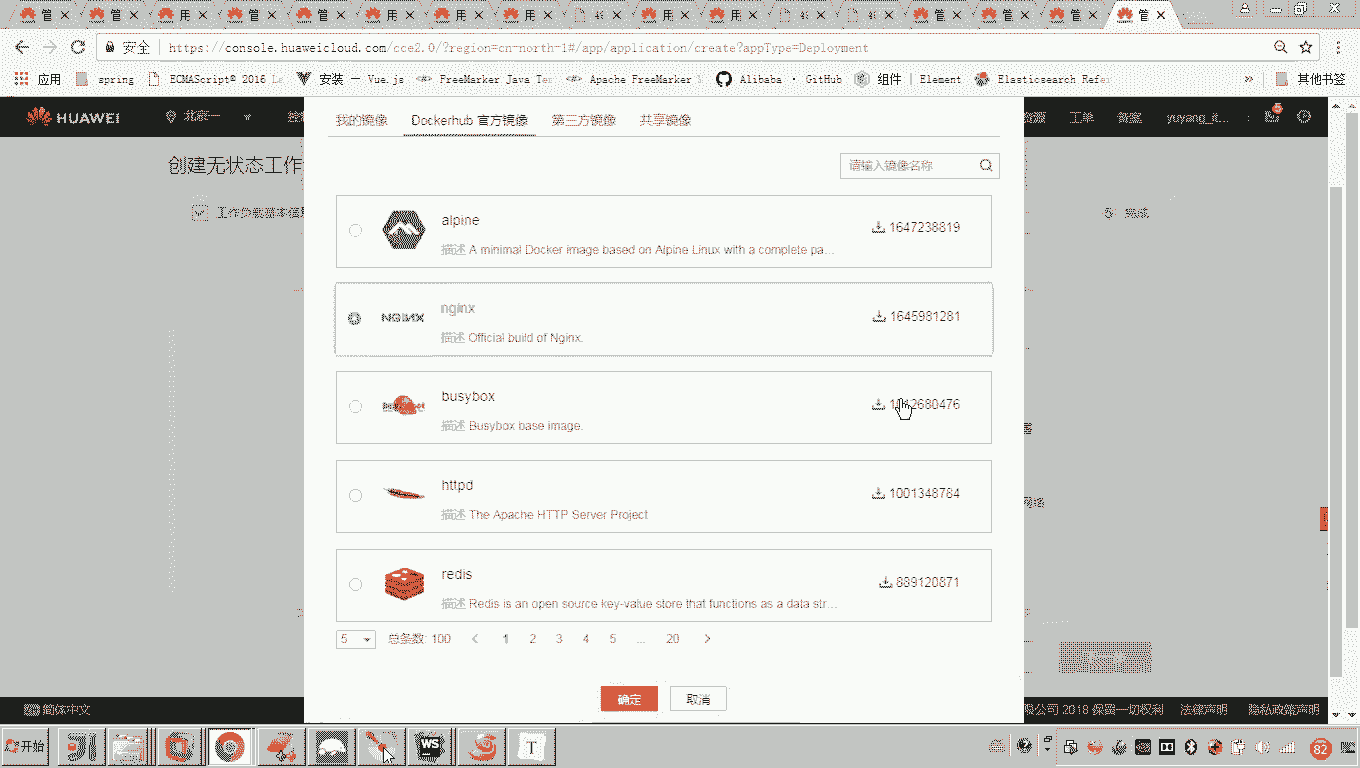 管 管 用 管 管 用 用 用 用 用 管 管 管 管
安全 https://console.huaweicloud.com/cce2.0/?region=cn-north-1#/app/application/create?appType=Deployment
应用 spring ECMAScript® 2016 La 安装 — Vue.js FreeMarker Java Te Apache FreeMarker Alibaba · GitHub 组件 | Element Elasticsearch Refe » 其他书签
HUAWEI 北京一 资源 工单 备案 yuyang_it...
我的镜像 Dockerhub 官方镜像 第三方镜像 共享镜像
创建无状态工作
请输入镜像名称
工作负载基本信息 完成
alpine
1647238819
描述 A minimal Docker image based on Alpine Linux with a complete pa...
nginx
1645981281
描述 Official build of Nginx.
busybox
描述 Busybox base image.
httpd
1001348784
描述 The Apache HTTP Server Project
redis
889120871
描述 Redis is an open source key-value store that functions as a data str...
5 总条数: 100 < 1 2 3 4 5 ... 20 >
确定 取消
简体中文 限公司 2018 保留一切权利 法律声明 隐私政策声明
开始 JI WS T 82